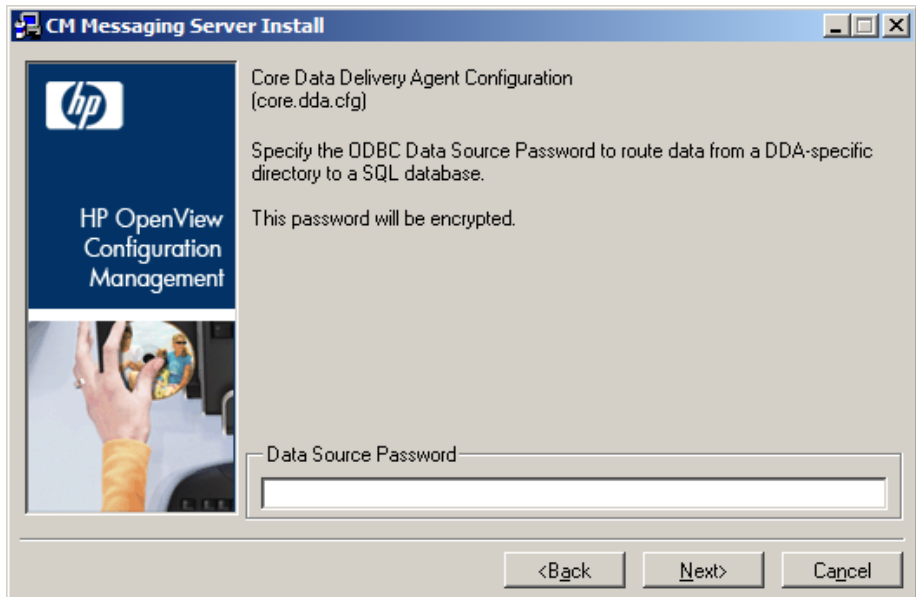 CM Messaging Server Install
hp
HP OpenView
Configuration
Management
Core Data Delivery Agent Configuration
(core.dda.cfg)
Specify the ODBC Data Source Password to route data from a DDA-specific
directory to a SQL database.
This password will be encrypted.
Data Source Password
<Back
Next>
Cancel